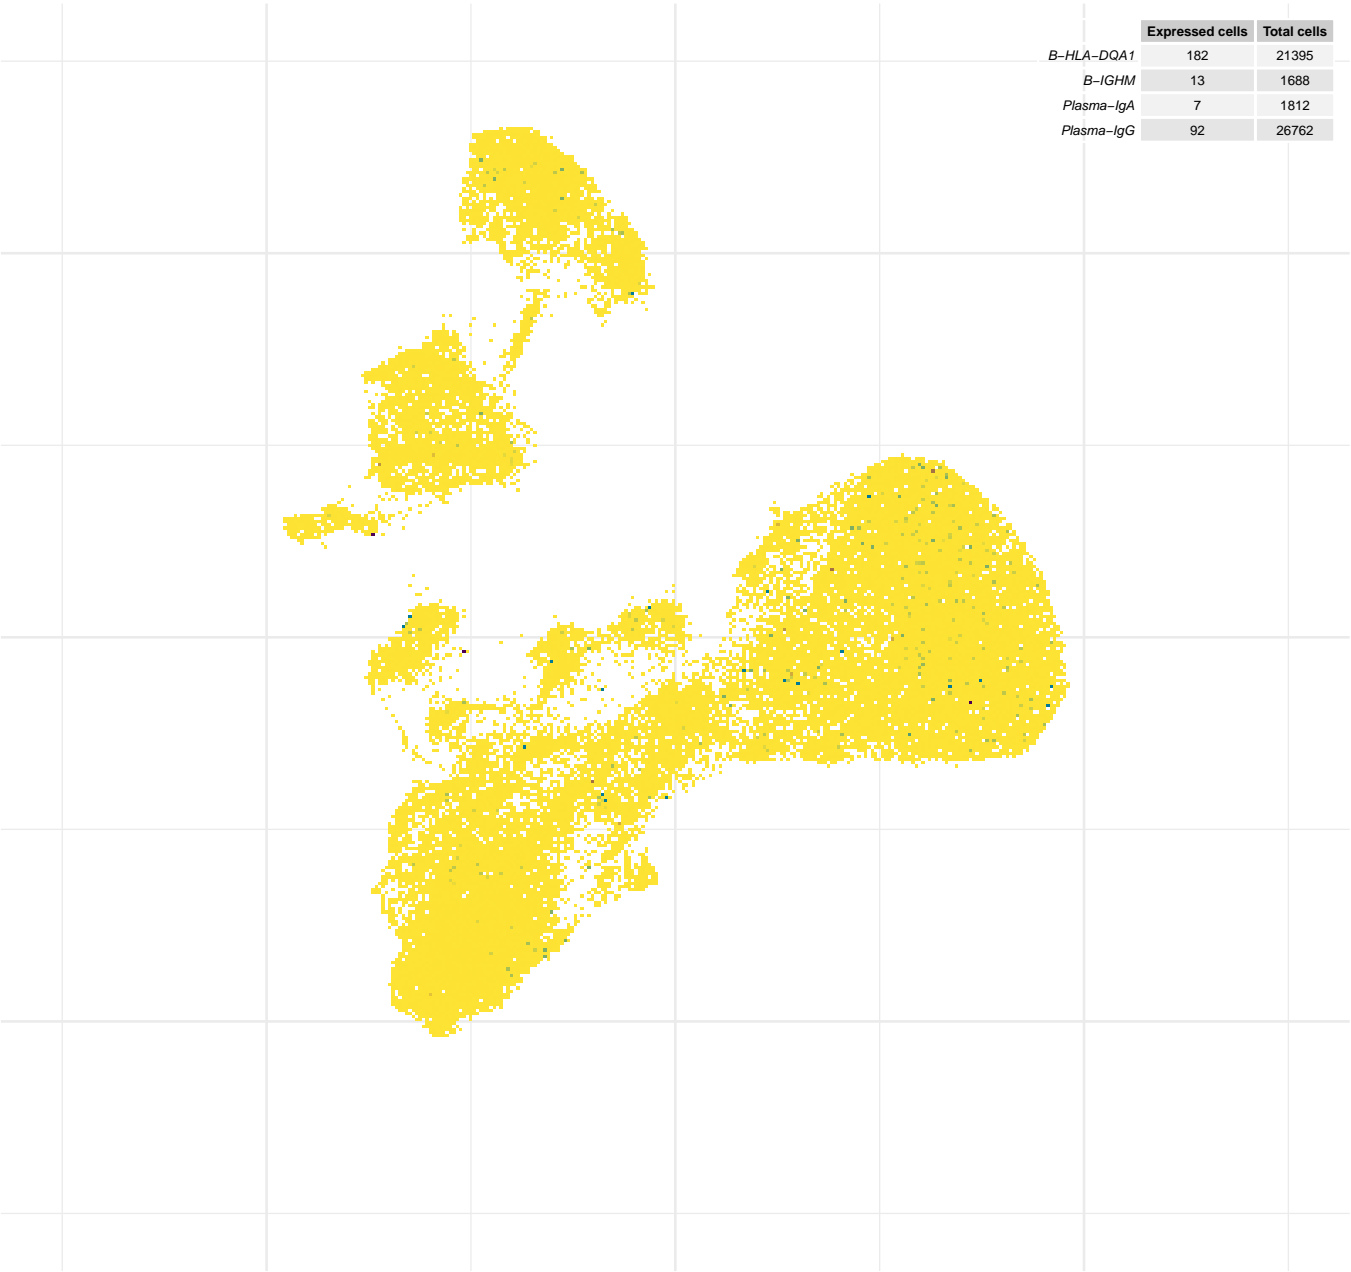 Expressed cells Total cells
B−HLA−DQA1 182 21395
B−IGHM 13 1688
Plasma−IgA 7 1812
Plasma−IgG 92 26762